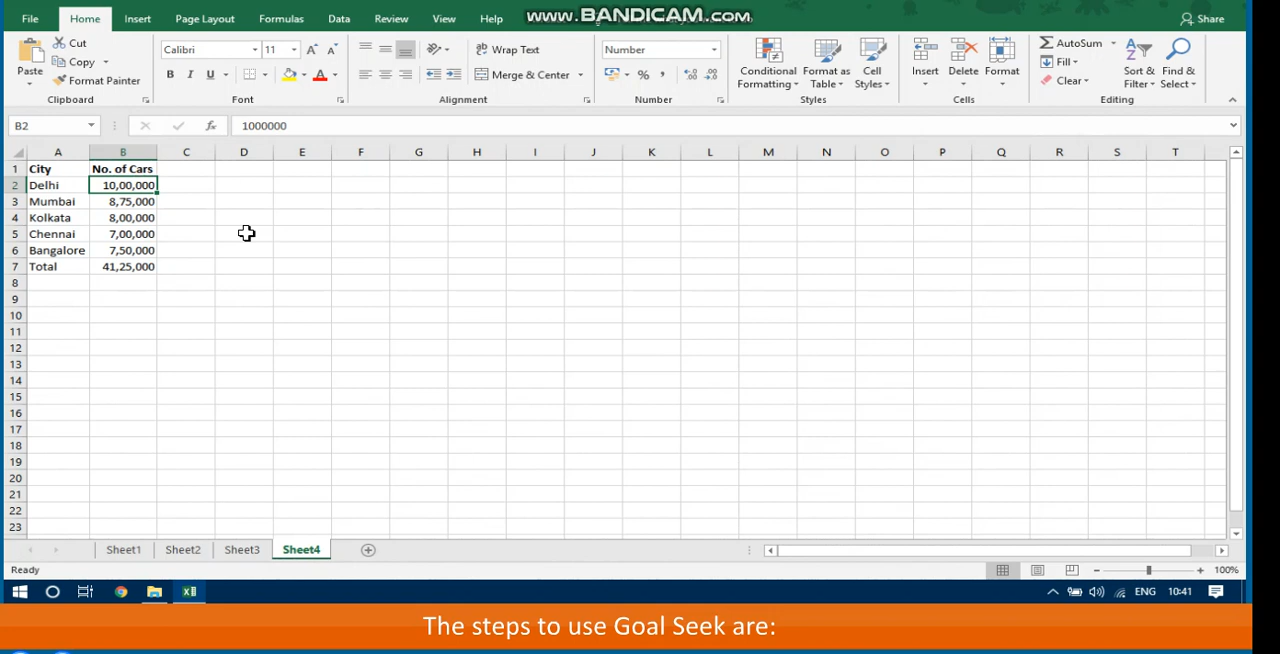 www.BANDICAM.com
File Home Insert Page Layout Formulas Data Review View Help Share
Paste Cut Copy Format Painter
Calibri 11
B I U A
Wrap Text
Merge & Center
Number
%
Conditional Formatting Format as Table Cell Styles
Insert Delete Format
AutoSum Fill Clear
Sort & Filter Find & Select
Clipboard Font Alignment Number Styles Cells Editing
B2 fx 1000000
A B C D E F G H I J K L M N O P Q R S T
1 City No. of Cars
2 Delhi 10,00,000
3 Mumbai 8,75,000
4 Kolkata 8,00,000
5 Chennai 7,00,000
6 Bangalore 7,50,000
7 Total 41,25,000
8
9
10
11
12
13
14
15
16
17
18
19
20
21
22
23
Sheet1 Sheet2 Sheet3 Sheet4
Ready 100%
ENG 10:41
The steps to use Goal Seek are: